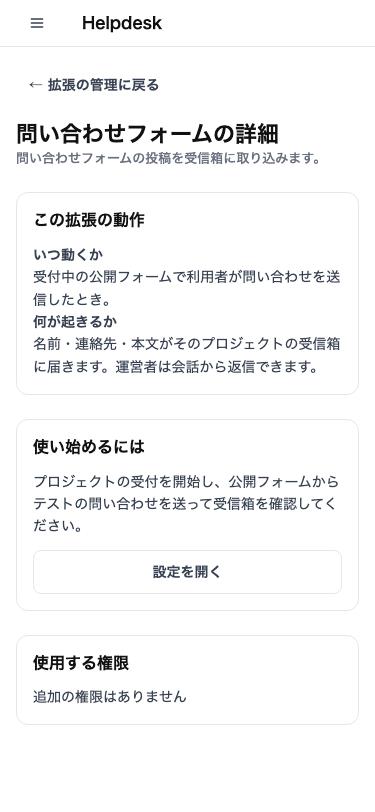 Helpdesk
← 拡張の管理に戻る
問い合わせフォームの詳細
問い合わせフォームの投稿を受信箱に取り込みます。
この拡張の動作
いつ動くか
受付中の公開フォームで利用者が問い合わせを送
信したとき。
何が起きるか
名前・連絡先・本文がそのプロジェクトの受信箱
に届きます。運営者は会話から返信できます。
使い始めるには
プロジェクトの受付を開始し、公開フォームから
テストの問い合わせを送って受信箱を確認してく
ださい。
設定を開く
使用する権限
追加の権限はありません